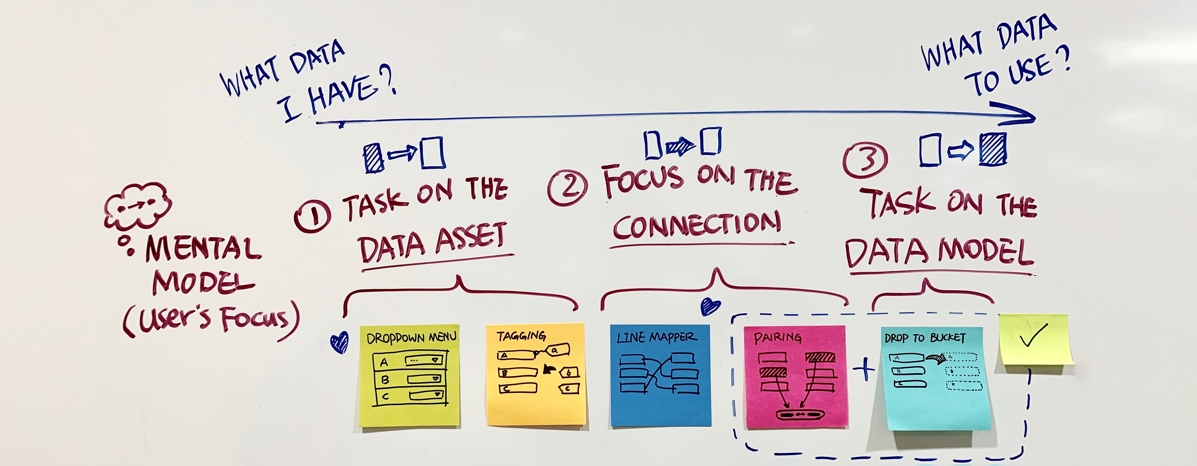 WHAT DATA
I HAVE?
WHAT DATA
TO USE?
MENTAL
MODEL
(User's Focus)
1 TASK ON THE
DATA ASSET
2 FOCUS ON THE
CONNECTION
3
TASK ON THE
DATA MODEL
DROPDOWN MENU
A ...
B
C
TAGGING
A a
B b
C c
LINE MAPPER
PAIRING
+
DROP TO BUCKET
A
B
C